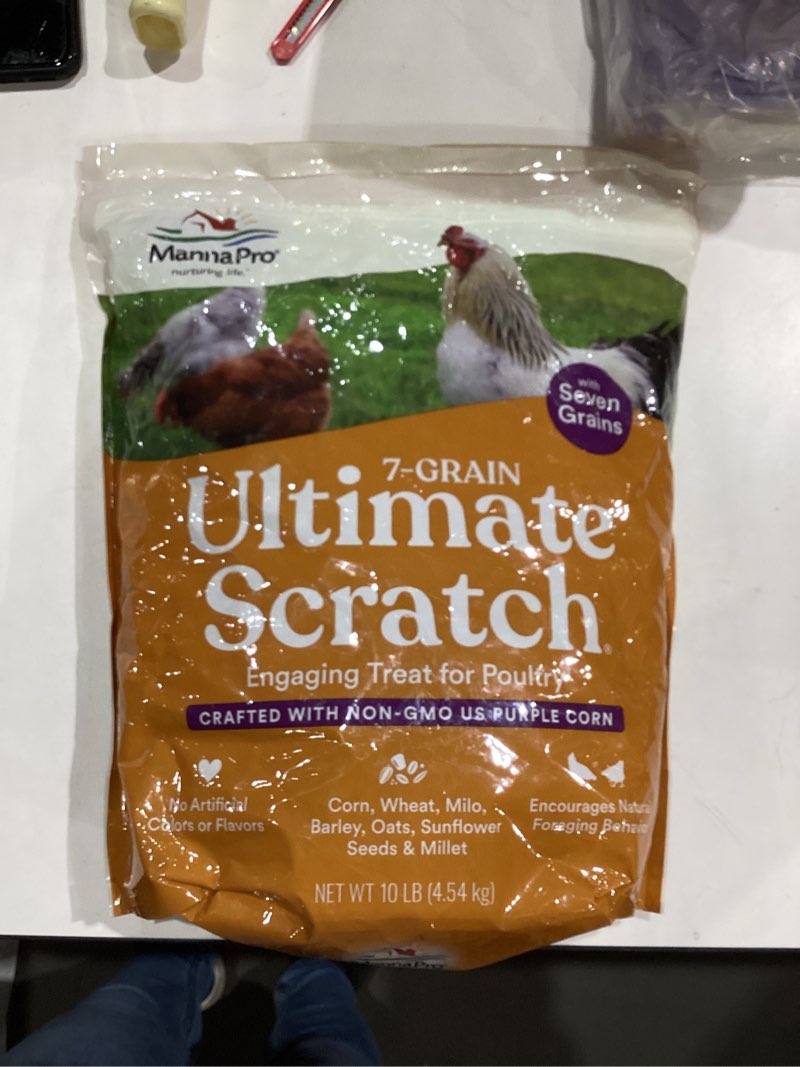 MannaPro®
nurturing life.™
with
Seven
Grains
7-GRAIN
Ultimate
Scratch®
Engaging Treat for Poultry
CRAFTED WITH NON-GMO US PURPLE CORN
No Artificial
Colors or Flavors
Corn, Wheat, Milo,
Barley, Oats, Sunflower
Seeds & Millet
Encourages Natural
Foraging Behavior
NET WT 10 LB (4.54 kg)
MannaPro